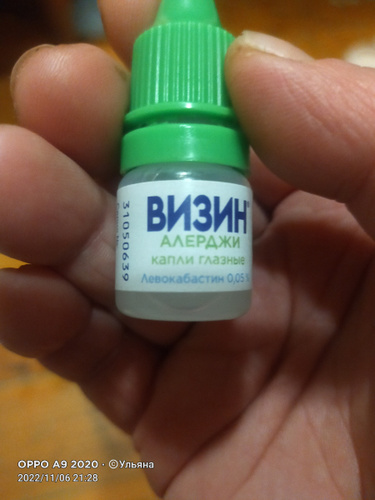 ВИЗИН®
АЛЕРДЖИ
капли глазные
Левокабастин 0,05 %
31050639
OPPO A9 2020 · ©Ульяна
2022/11/06 21:28